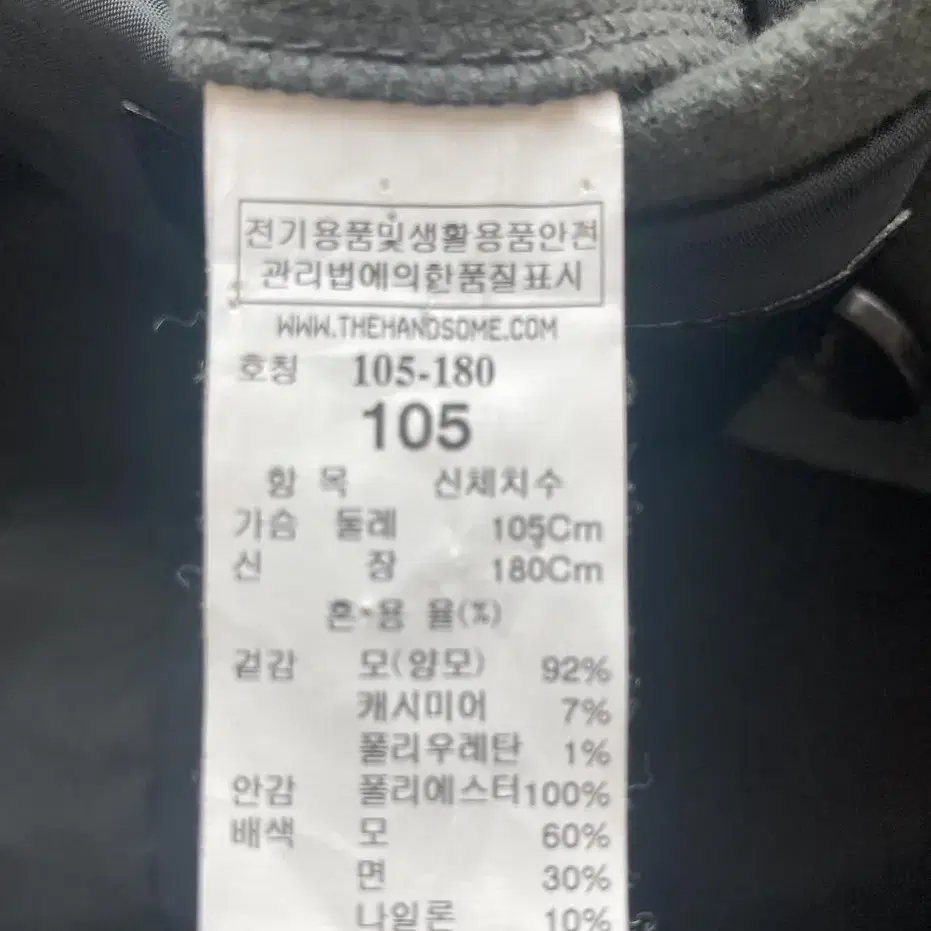 전기용품및생활용품안전
관리법에의한품질표시
WWW.THEHANDSOME.COM
호칭 105-180
105
항 목 신체치수
가슴 둘레 105Cm
신 장 180Cm
혼·용 율(%)
겉감 모(양모) 92%
캐시미어 7%
폴리우레탄 1%
안감 폴리에스터 100%
배색 모 60%
면 30%
나일론 10%